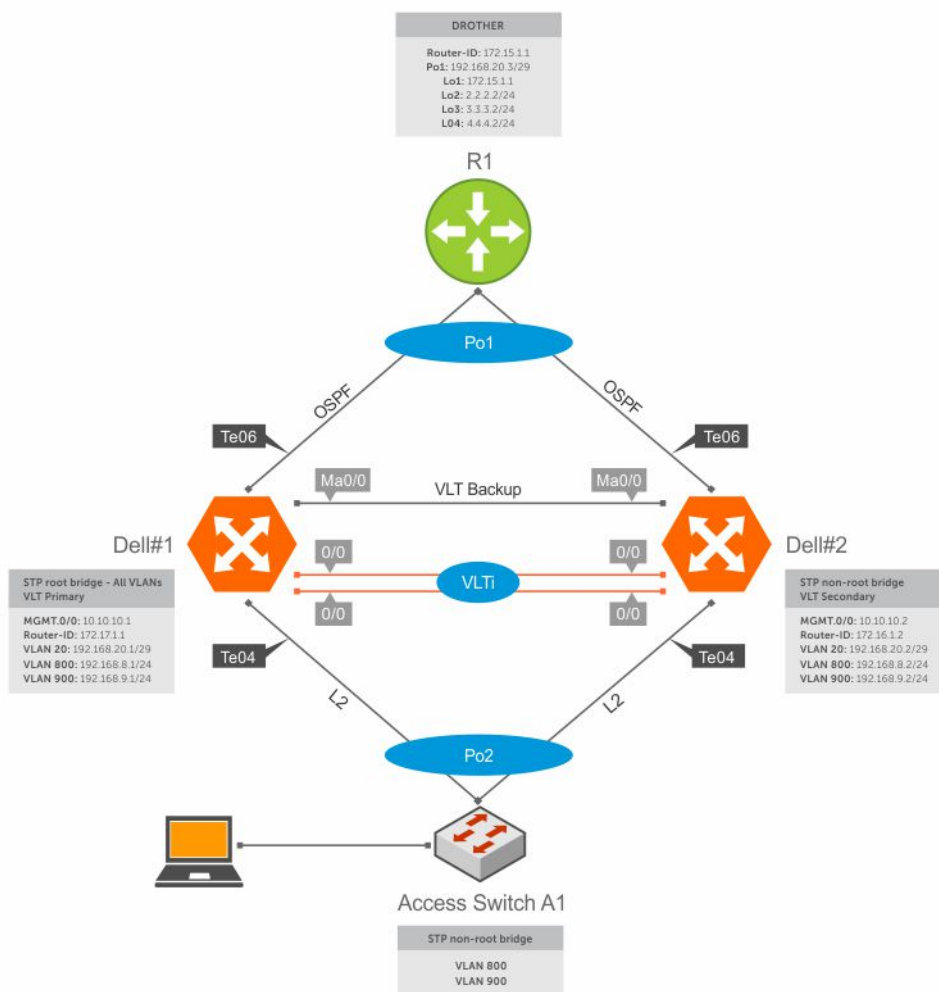 DROTHER
Router-ID: 172.15.1.1
Po1: 192.168.20.3/29
Lo1: 172.15.1.1
Lo2: 2.2.2.2/24
Lo3: 3.3.3.2/24
L04: 4.4.4.2/24
R1
Po1
OSPF
OSPF
Te06
Te06
Ma0/0
VLT Backup
Ma0/0
Dell#1
Dell#2
0/0
0/0
VLTi
0/0
0/0
STP root bridge - All VLANs
VLT Primary
MGMT.0/0: 10.10.10.1
Router-ID: 172.17.1.1
VLAN 20: 192.168.20.1/29
VLAN 800: 192.168.8.1/24
VLAN 900: 192.168.9.1/24
STP non-root bridge
VLT Secondary
MGMT.0/0: 10.10.10.2
Router-ID: 172.16.1.2
VLAN 20: 192.168.20.2/29
VLAN 800: 192.168.8.2/24
VLAN 900: 192.168.9.2/24
Te04
Te04
L2
L2
Po2
Access Switch A1
STP non-root bridge
VLAN 800
VLAN 900